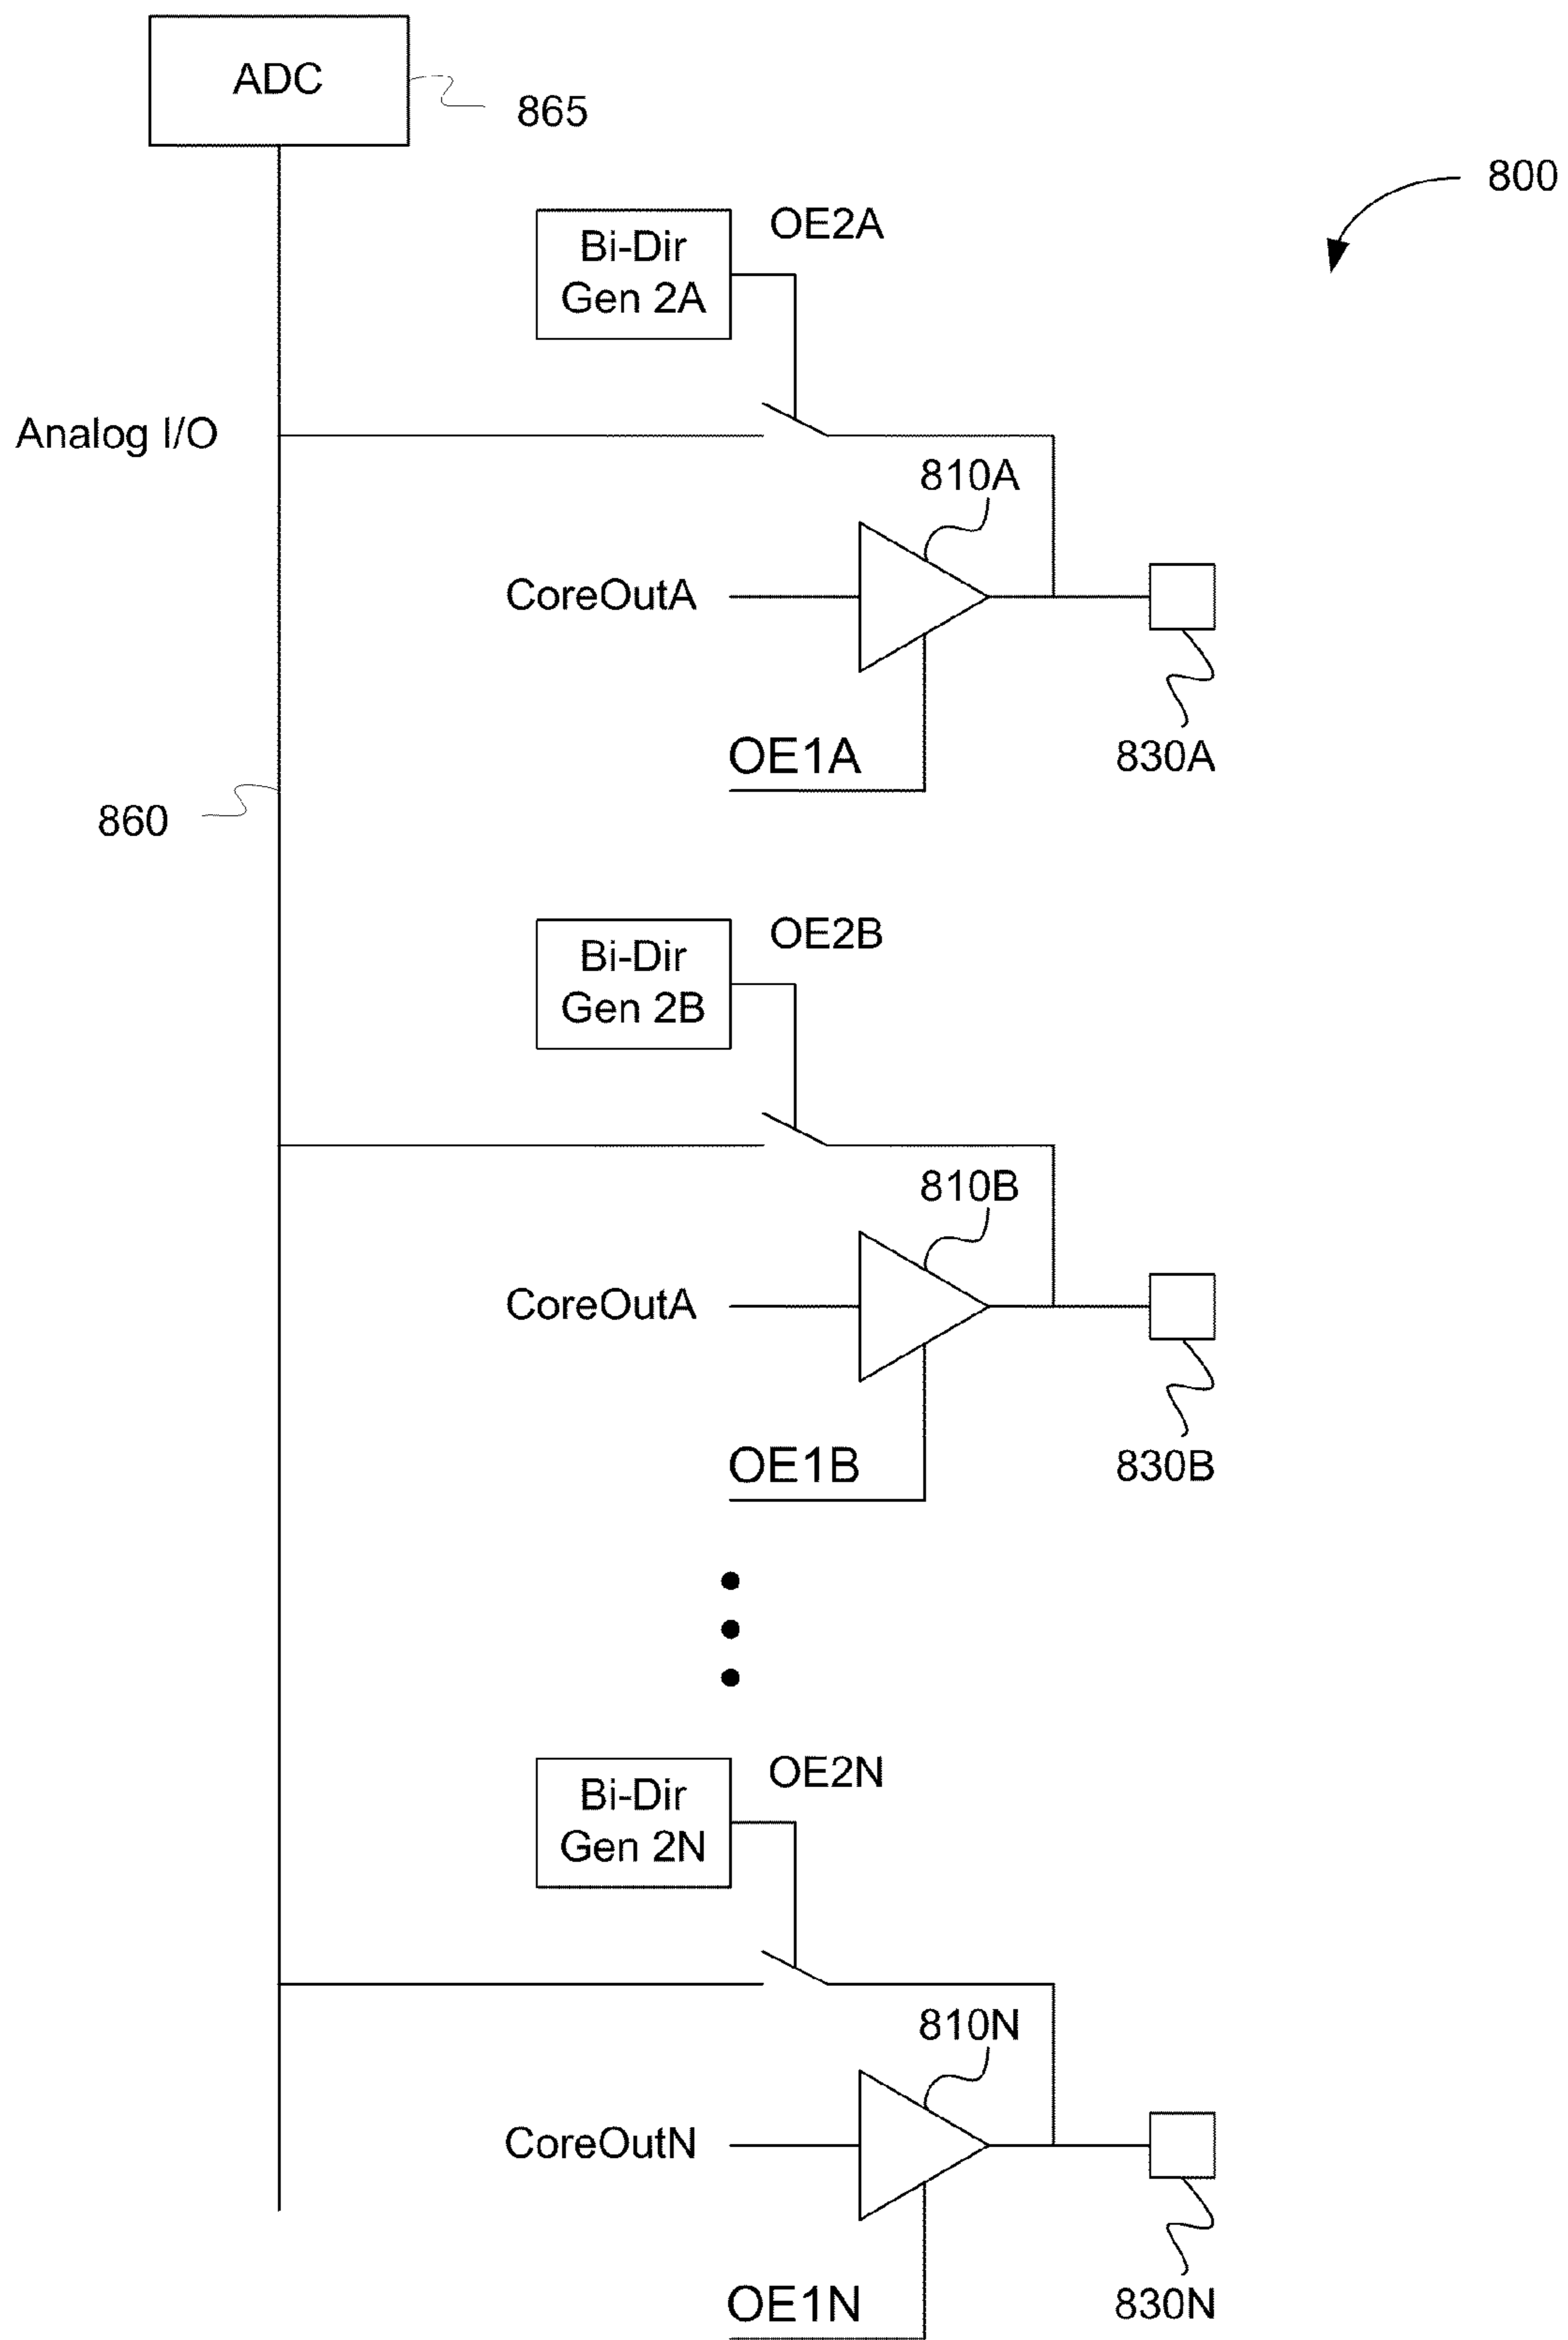 ADC
865
800
OE2A
Bi-Dir
Gen 2A
Analog I/O
810A
CoreOutA
OE1A
830A
860
OE2B
Bi-Dir
Gen 2B
810B
CoreOutA
OE1B
830B
OE2N
Bi-Dir
Gen 2N
810N
CoreOutN
OE1N
830N